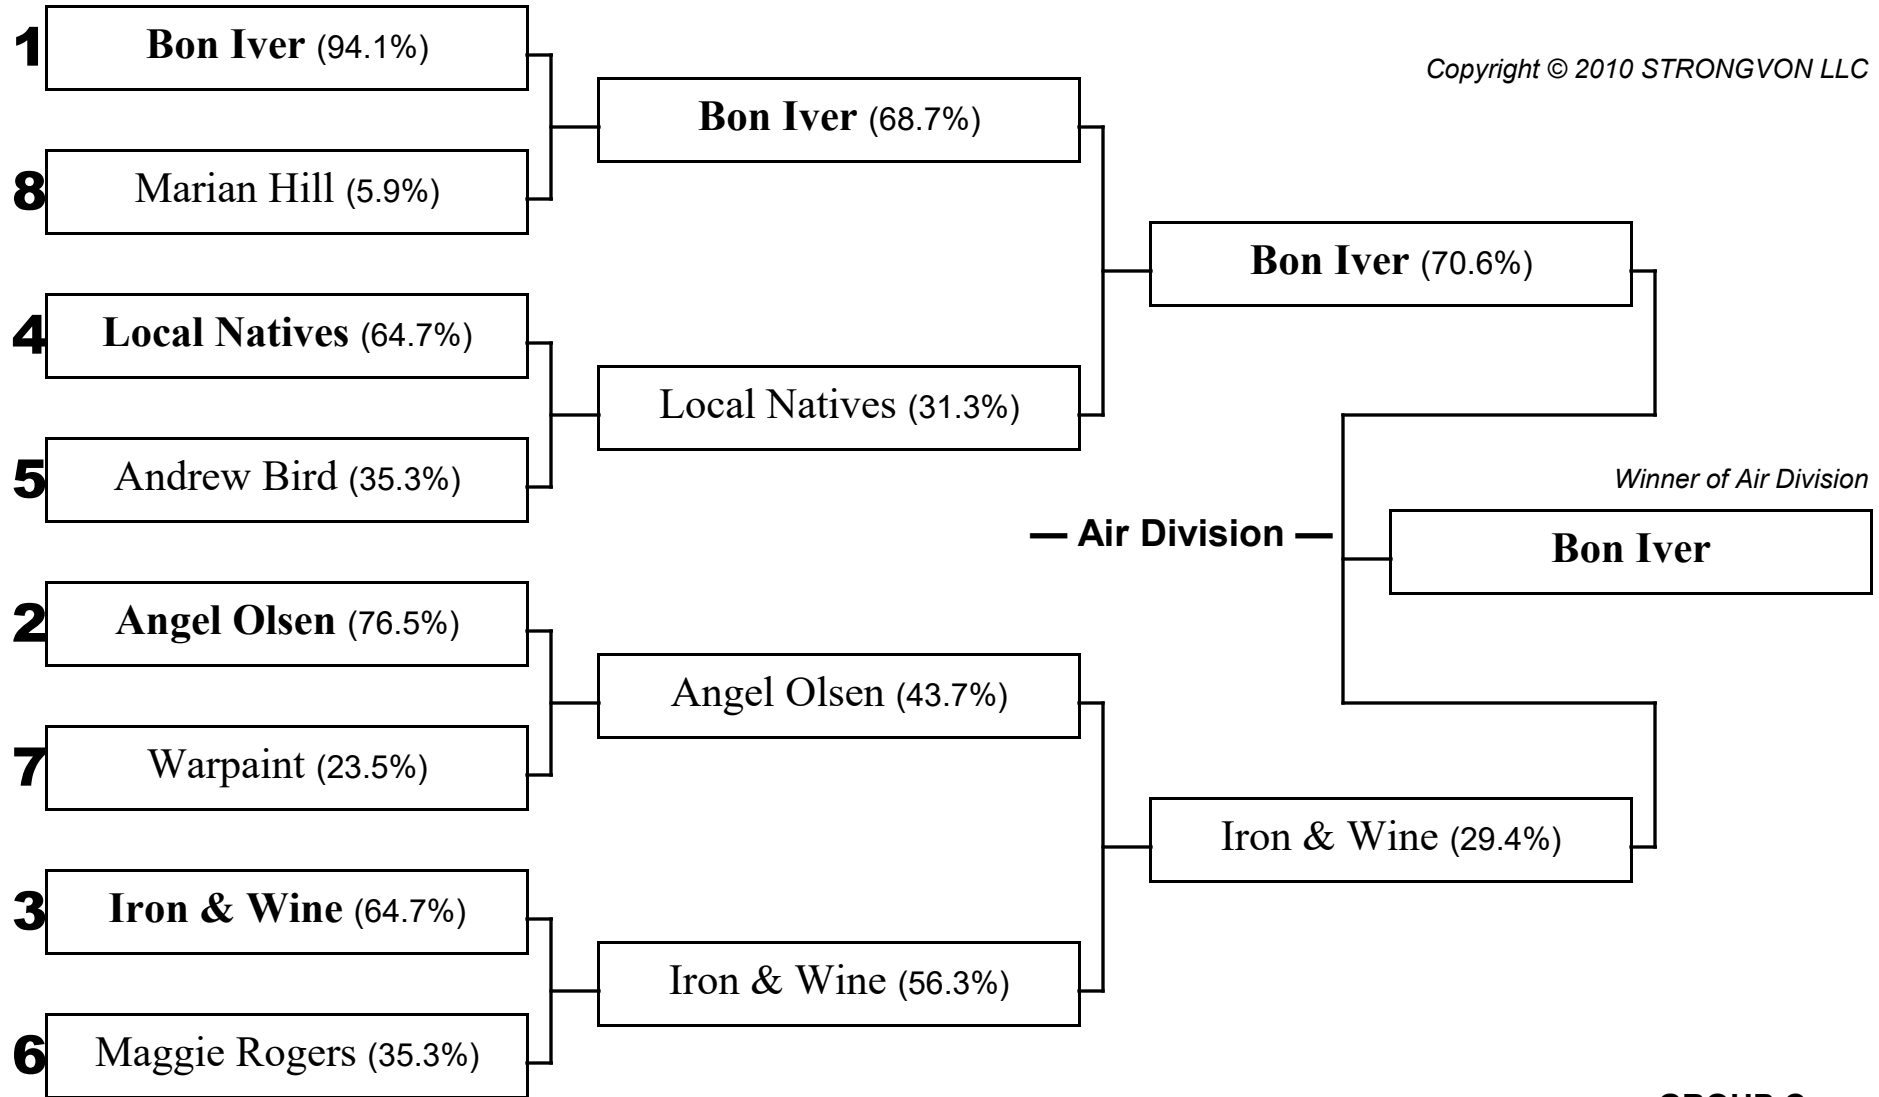 1
Bon Iver (94.1%)
8
Marian Hill (5.9%)
4
Local Natives (64.7%)
5
Andrew Bird (35.3%)
2
Angel Olsen (76.5%)
7
Warpaint (23.5%)
3
Iron & Wine (64.7%)
6
Maggie Rogers (35.3%)
Bon Iver (68.7%)
Local Natives (31.3%)
Angel Olsen (43.7%)
Iron & Wine (56.3%)
Bon Iver (70.6%)
Iron & Wine (29.4%)
Copyright © 2010 STRONGVON LLC
— Air Division —
Winner of Air Division
Bon Iver